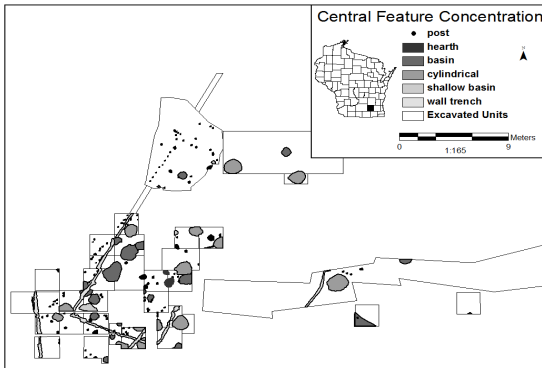 Central Feature Concentration
post
hearth
basin
cylindrical
shallow basin
wall trench
Excavated Units
Meters
0 9
1:165